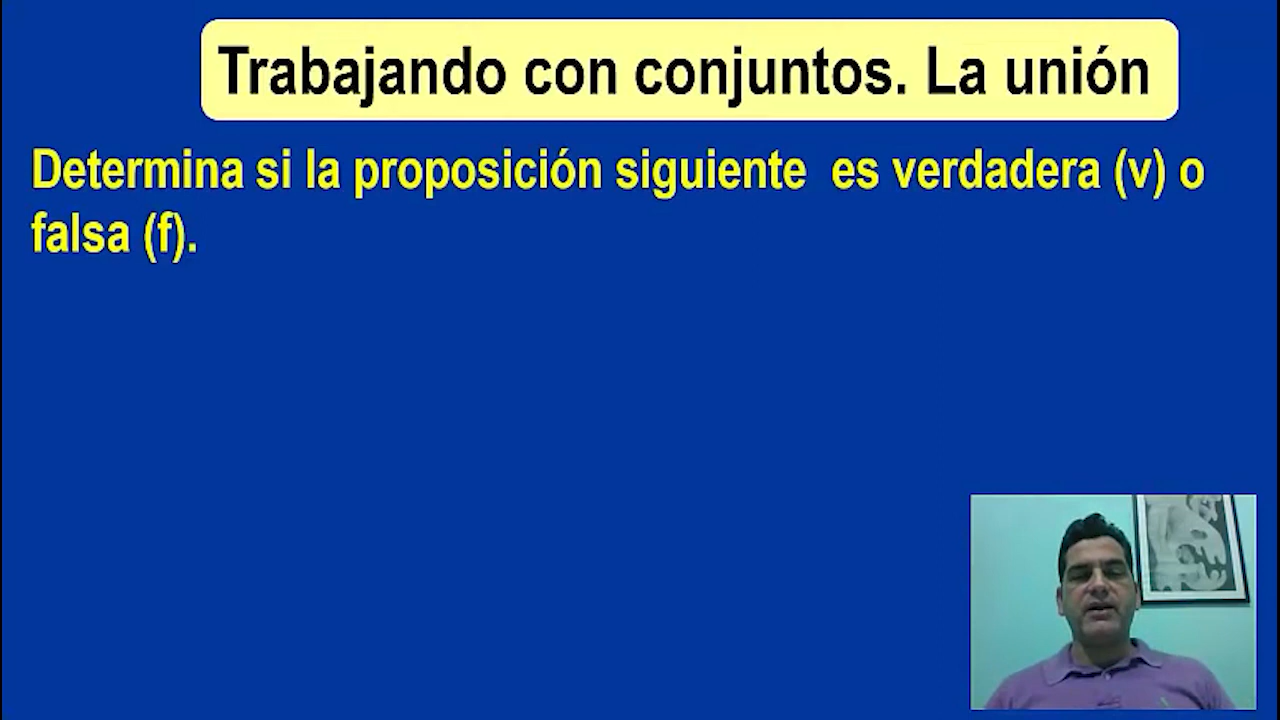 Trabajando con conjuntos. La unión
Determina si la proposición siguiente es verdadera (v) o
falsa (f).